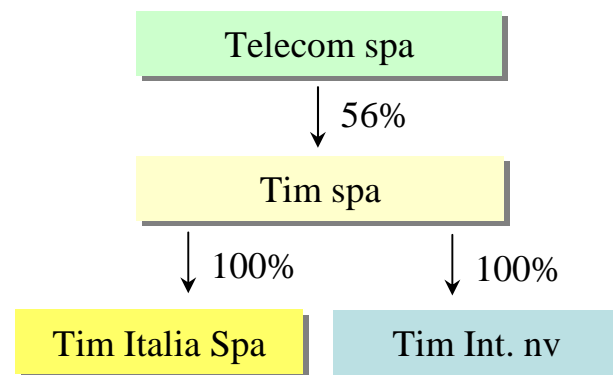 Telecom spa
56%
Tim spa
100%
100%
Tim Italia Spa
Tim Int. nv